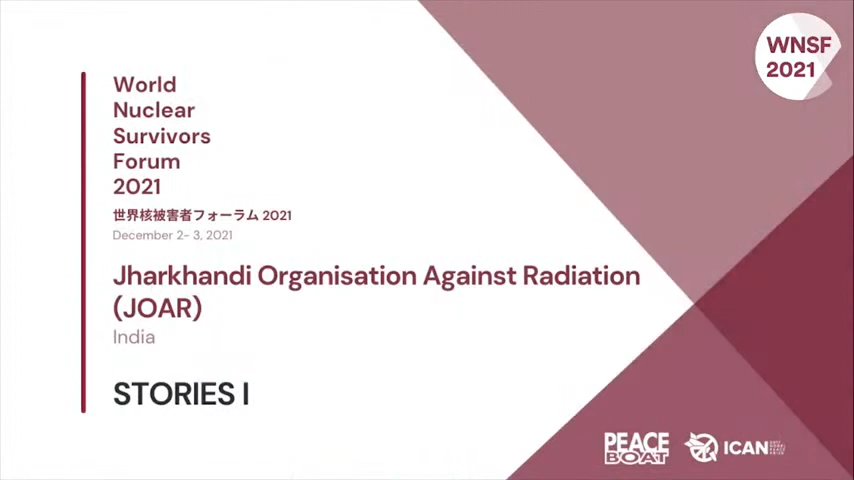 WNSF
2021
World
Nuclear
Survivors
Forum
2021
世界核被害者フォーラム 2021
December 2- 3, 2021
Jharkhandi Organisation Against Radiation
(JOAR)
India
STORIES I
PEACE
BOAT
ICAN